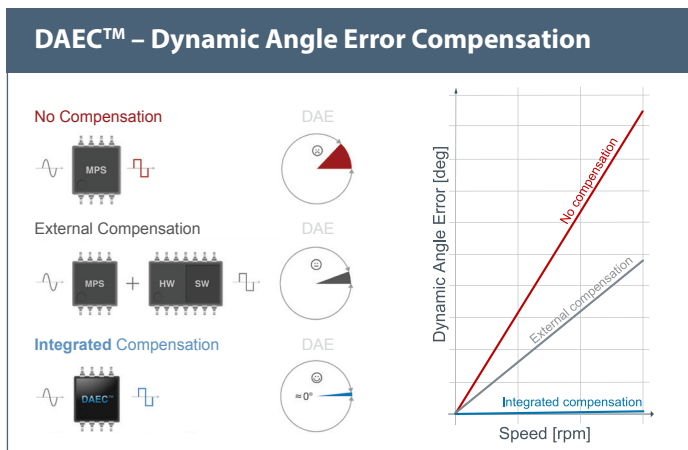 DAEC™ – Dynamic Angle Error Compensation
No Compensation
DAE
MPS
External Compensation
DAE
MPS
+
HW
SW
Integrated Compensation
DAE
DAEC™
≈0°
Dynamic Angle Error [deg]
No compensation
External compensation
Integrated compensation
Speed [rpm]